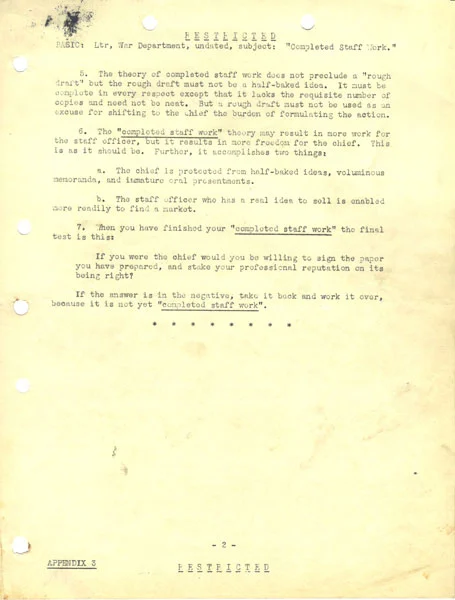 R E S T R I C T E D
BASIC: Ltr, War Department, undated, subject: "Completed Staff Work."
5. The theory of completed staff work does not preclude a "rough
draft" but the rough draft must not be a half-baked idea. It must be
complete in every respect except that it lacks the requisite number of
copies and need not be neat. But a rough draft must not be used as an
excuse for shifting to the chief the burden of formulating the action.
6. The "completed staff work" theory may result in more work for
the staff officer, but it results in more freedom for the chief. This
is as it should be. Further, it accomplishes two things:
a. The chief is protected from half-baked ideas, voluminous
memoranda, and immature oral presentments.
b. The staff officer who has a real idea to sell is enabled
more readily to find a market.
7. When you have finished your "completed staff work" the final
test is this:
If you were the chief would you be willing to sign the paper
you have prepared, and stake your professional reputation on its
being right?
If the answer is in the negative, take it back and work it over,
because it is not yet "completed staff work".
* * * * * * * *
- 2 -
APPENDIX 3
R E S T R I C T E D